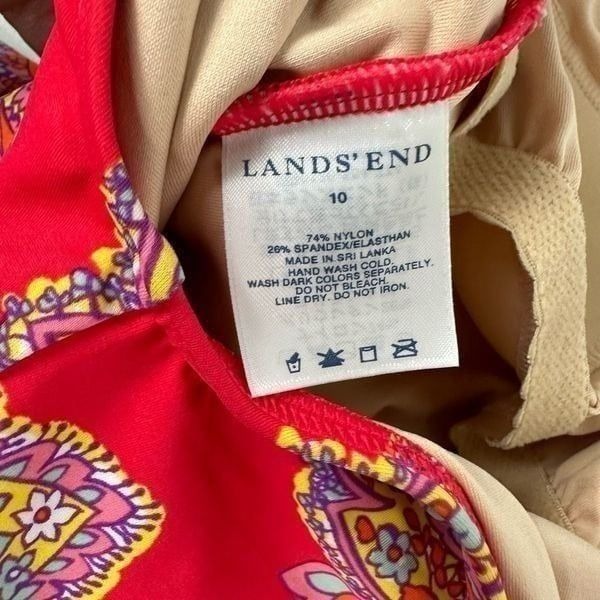 LANDS' END
10
74% NYLON
26% SPANDEX/ELASTHAN
MADE IN SRI LANKA
HAND WASH COLD.
WASH DARK COLORS SEPARATELY.
DO NOT BLEACH.
LINE DRY. DO NOT IRON.